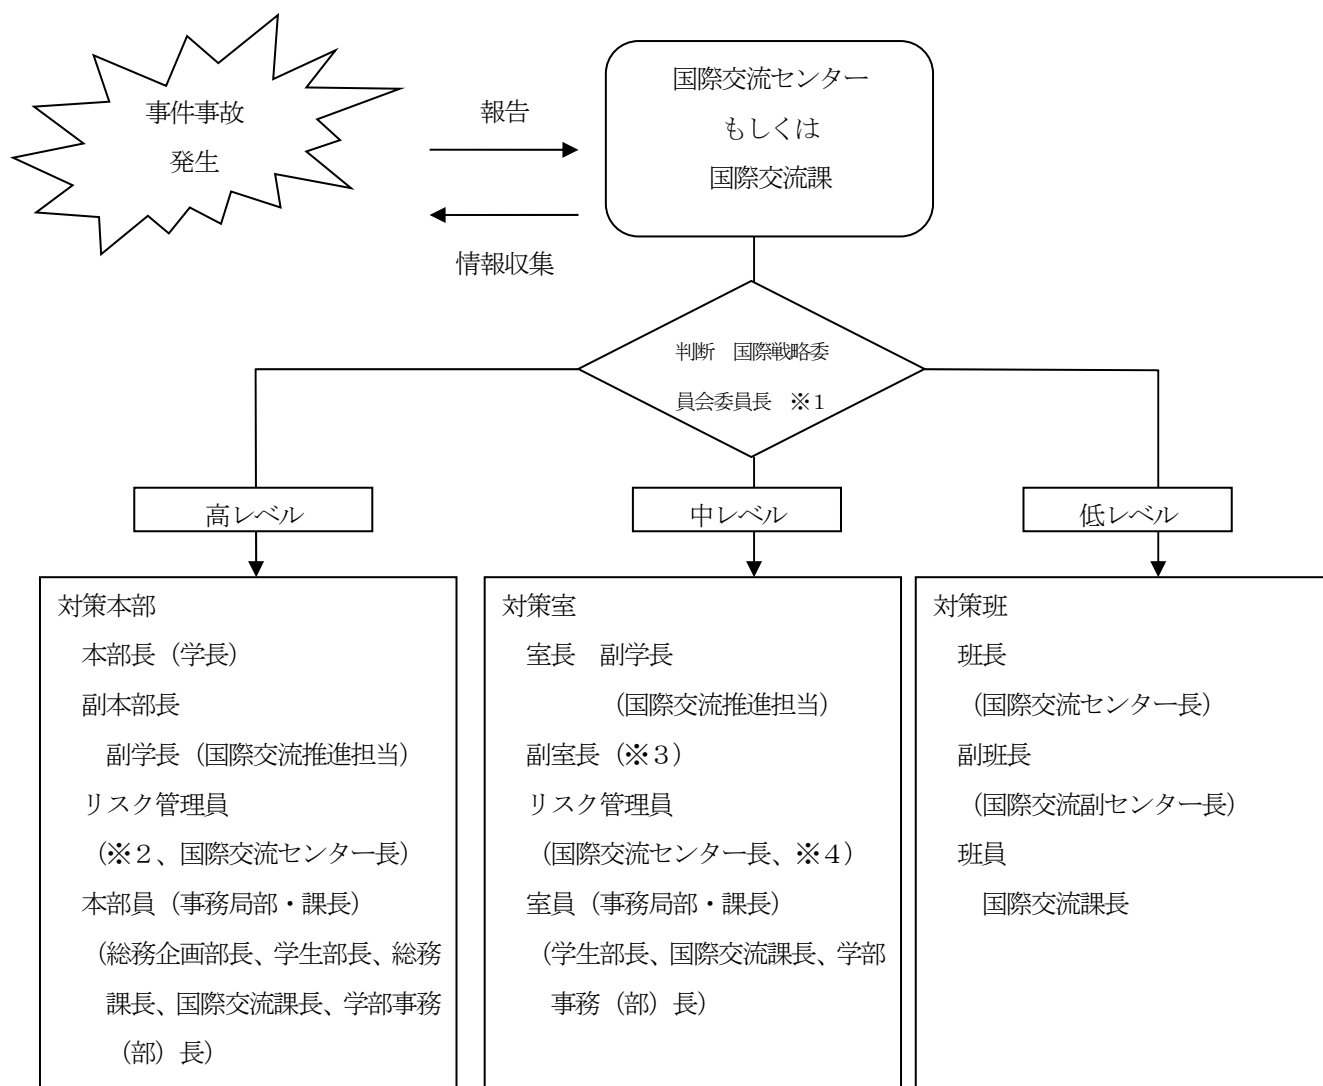 事件事故
発生
報告
情報収集
国際交流センター
もしくは
国際交流課
判断　国際戦略委
員会委員長　※１
高レベル
中レベル
低レベル
対策本部
本部長（学長）
副本部長
副学長（国際交流推進担当）
リスク管理員
（※２、国際交流センター長）
本部員（事務局部・課長）
（総務企画部長、学生部長、総務
課長、国際交流課長、学部事務
（部）長）
対策室
室長　副学長
（国際交流推進担当）
副室長（※３）
リスク管理員
（国際交流センター長、※４）
室員（事務局部・課長）
（学生部長、国際交流課長、学部
事務（部）長）
対策班
班長
（国際交流センター長）
副班長
（国際交流副センター長）
班員
国際交流課長